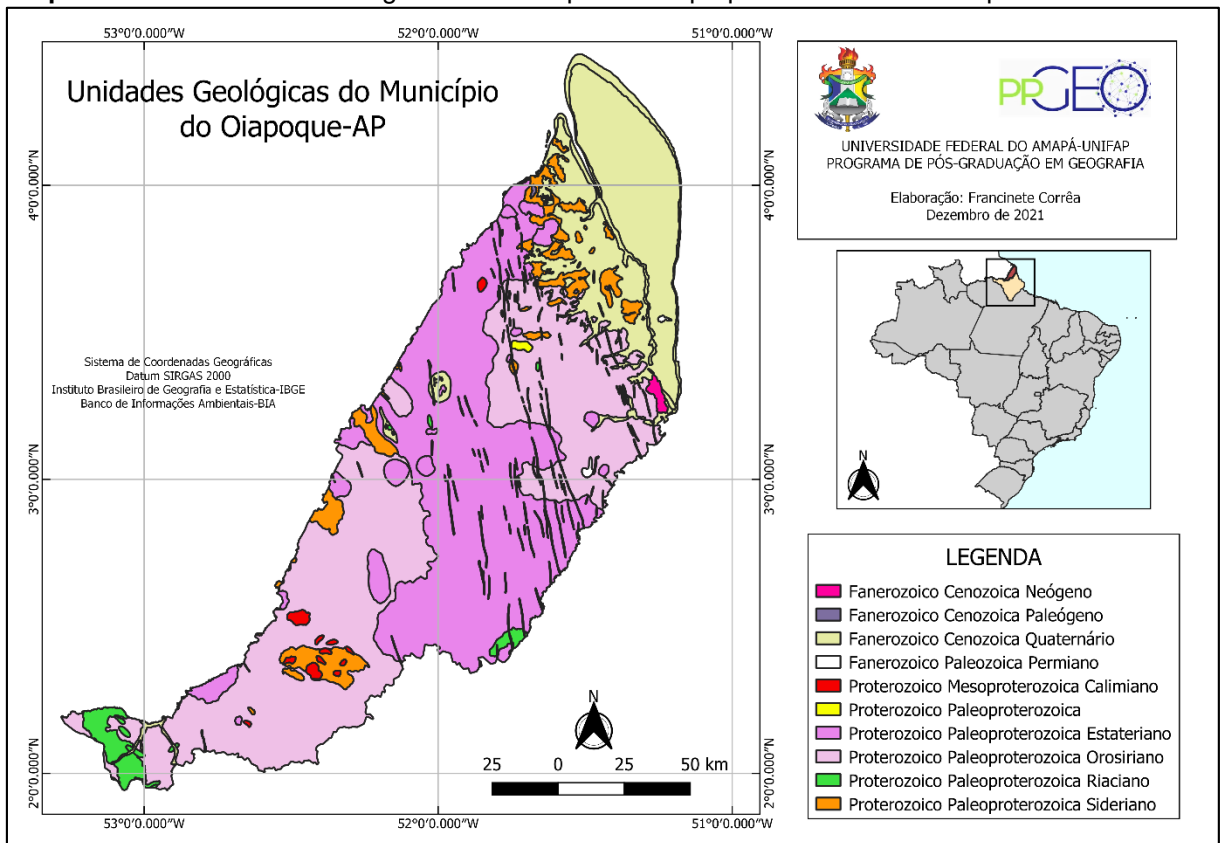 53°0'0.000"W 52°0'0.000"W 51°0'0.000"W
Unidades Geológicas do Município
do Oiapoque-AP
Sistema de Coordenadas Geográficas
Datum SIRGAS 2000
Instituto Brasileiro de Geografia e Estatística-IBGE
Banco de Informações Ambientais-BIA
4°0'0.000"N
3°0'0.000"N
2°0'0.000"N
4°0'0.000"N
3°0'0.000"N
2°0'0.000"N
N
25 0 25 50 km
53°0'0.000"W 52°0'0.000"W 51°0'0.000"W
PPGEO
UNIVERSIDADE FEDERAL DO AMAPÁ-UNIFAP
PROGRAMA DE PÓS-GRADUAÇÃO EM GEOGRAFIA
Elaboração: Francinete Corrêa
Dezembro de 2021
N
LEGENDA
Fanerozoico Cenozoica Neógeno
Fanerozoico Cenozoica Paleógeno
Fanerozoico Cenozoica Quaternário
Fanerozoico Paleozoica Permiano
Proterozoico Mesoproterozoica Calimiano
Proterozoico Paleoproterozoica
Proterozoico Paleoproterozoica Estateriano
Proterozoico Paleoproterozoica Orosiriano
Proterozoico Paleoproterozoica Riaciano
Proterozoico Paleoproterozoica Sideriano